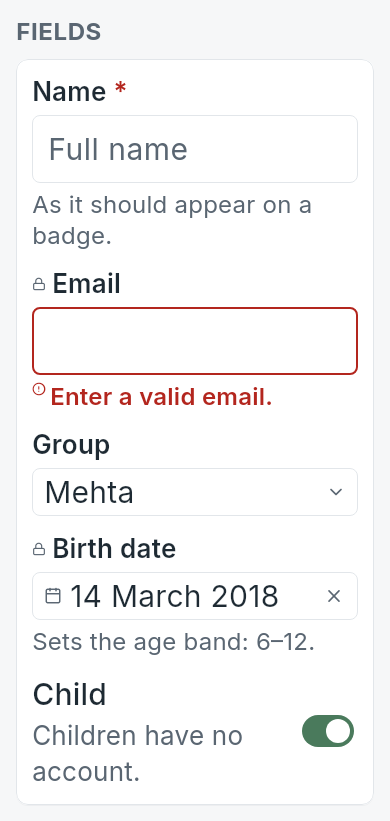 FIELDS
Name *
Full name
As it should appear on a
badge.
Email
Enter a valid email.
Group
Mehta
Birth date
14 March 2018
Sets the age band: 6–12.
Child
Children have no
account.